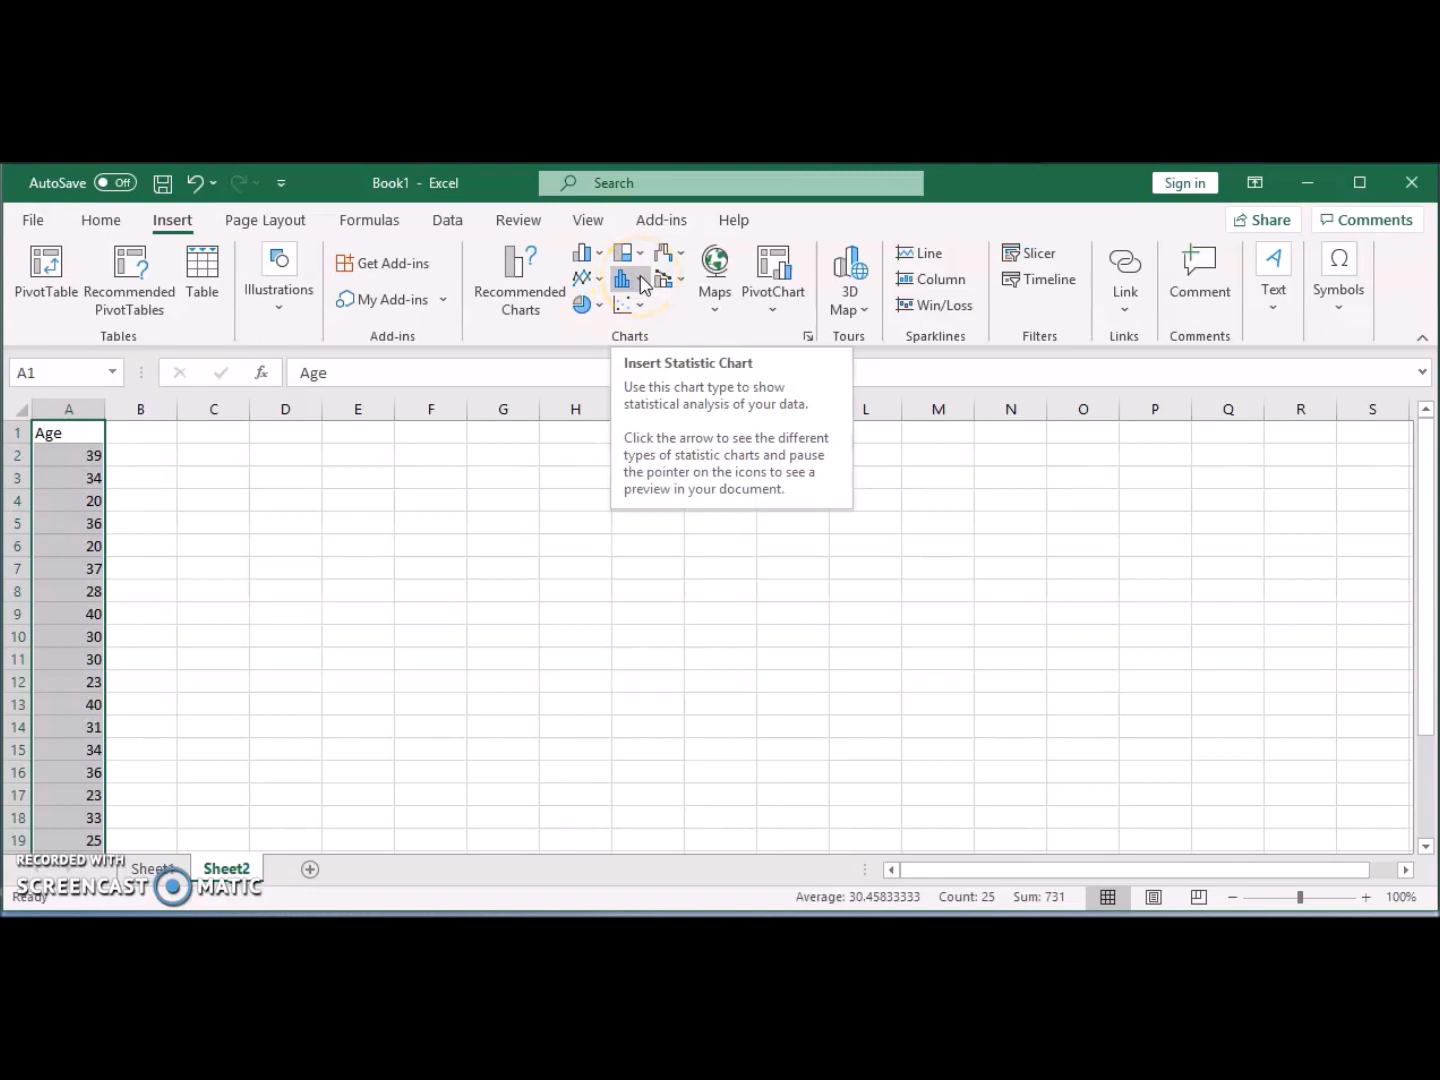 AutoSave Off Book1 - Excel Search Sign in
File Home Insert Page Layout Formulas Data Review View Add-ins Help Share Comments
PivotTable Recommended PivotTables Table
Tables
Illustrations
Get Add-ins
My Add-ins
Add-ins
Recommended Charts
Maps PivotChart
Charts
3D Map
Tours
Line
Column
Win/Loss
Sparklines
Slicer
Timeline
Filters
Link
Links
Comment
Comments
A
Text
Ω
Symbols
A1 fx Age
Insert Statistic Chart
Use this chart type to show
statistical analysis of your data.
Click the arrow to see the different
types of statistic charts and pause
the pointer on the icons to see a
preview in your document.
A B C D E F G H L M N O P Q R S
1 Age
2 39
3 34
4 20
5 36
6 20
7 37
8 28
9 40
10 30
11 30
12 23
13 40
14 31
15 34
16 36
17 23
18 33
19 25
RECORDED WITH
SCREENCAST MATIC
Sheet1 Sheet2
Ready Average: 30.45833333 Count: 25 Sum: 731 100%